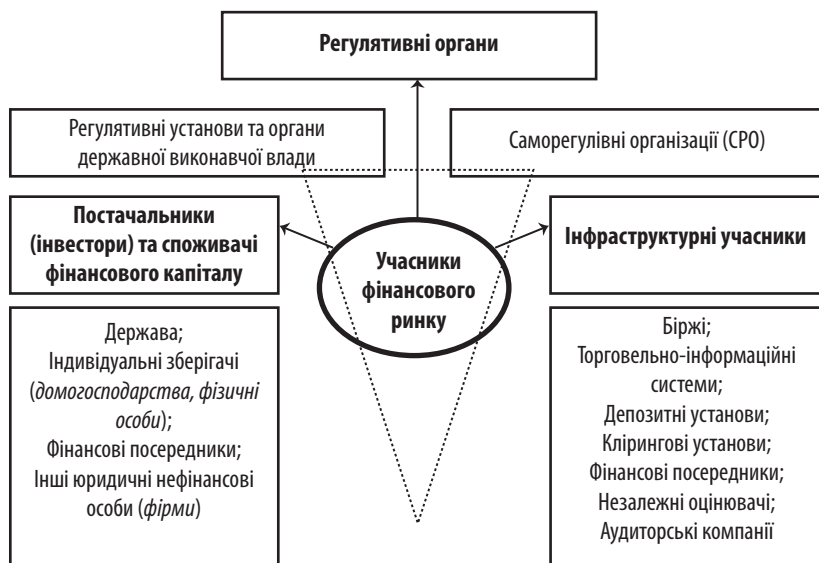 Регулятивні органи
Регулятивні установи та органи
державної виконавчої влади
Саморегулівні організації (СРО)
Постачальники
(інвестори) та споживачі
фінансового капіталу
Учасники
фінансового
ринку
Інфраструктурні учасники
Держава;
Індивідуальні зберігачі
(домогосподарства, фізичні
особи);
Фінансові посередники;
Інші юридичні нефінансові
особи (фірми)
Біржі;
Торговельно-інформаційні
системи;
Депозитні установи;
Клірингові установи;
Фінансові посередники;
Незалежні оцінювачі;
Аудиторські компанії